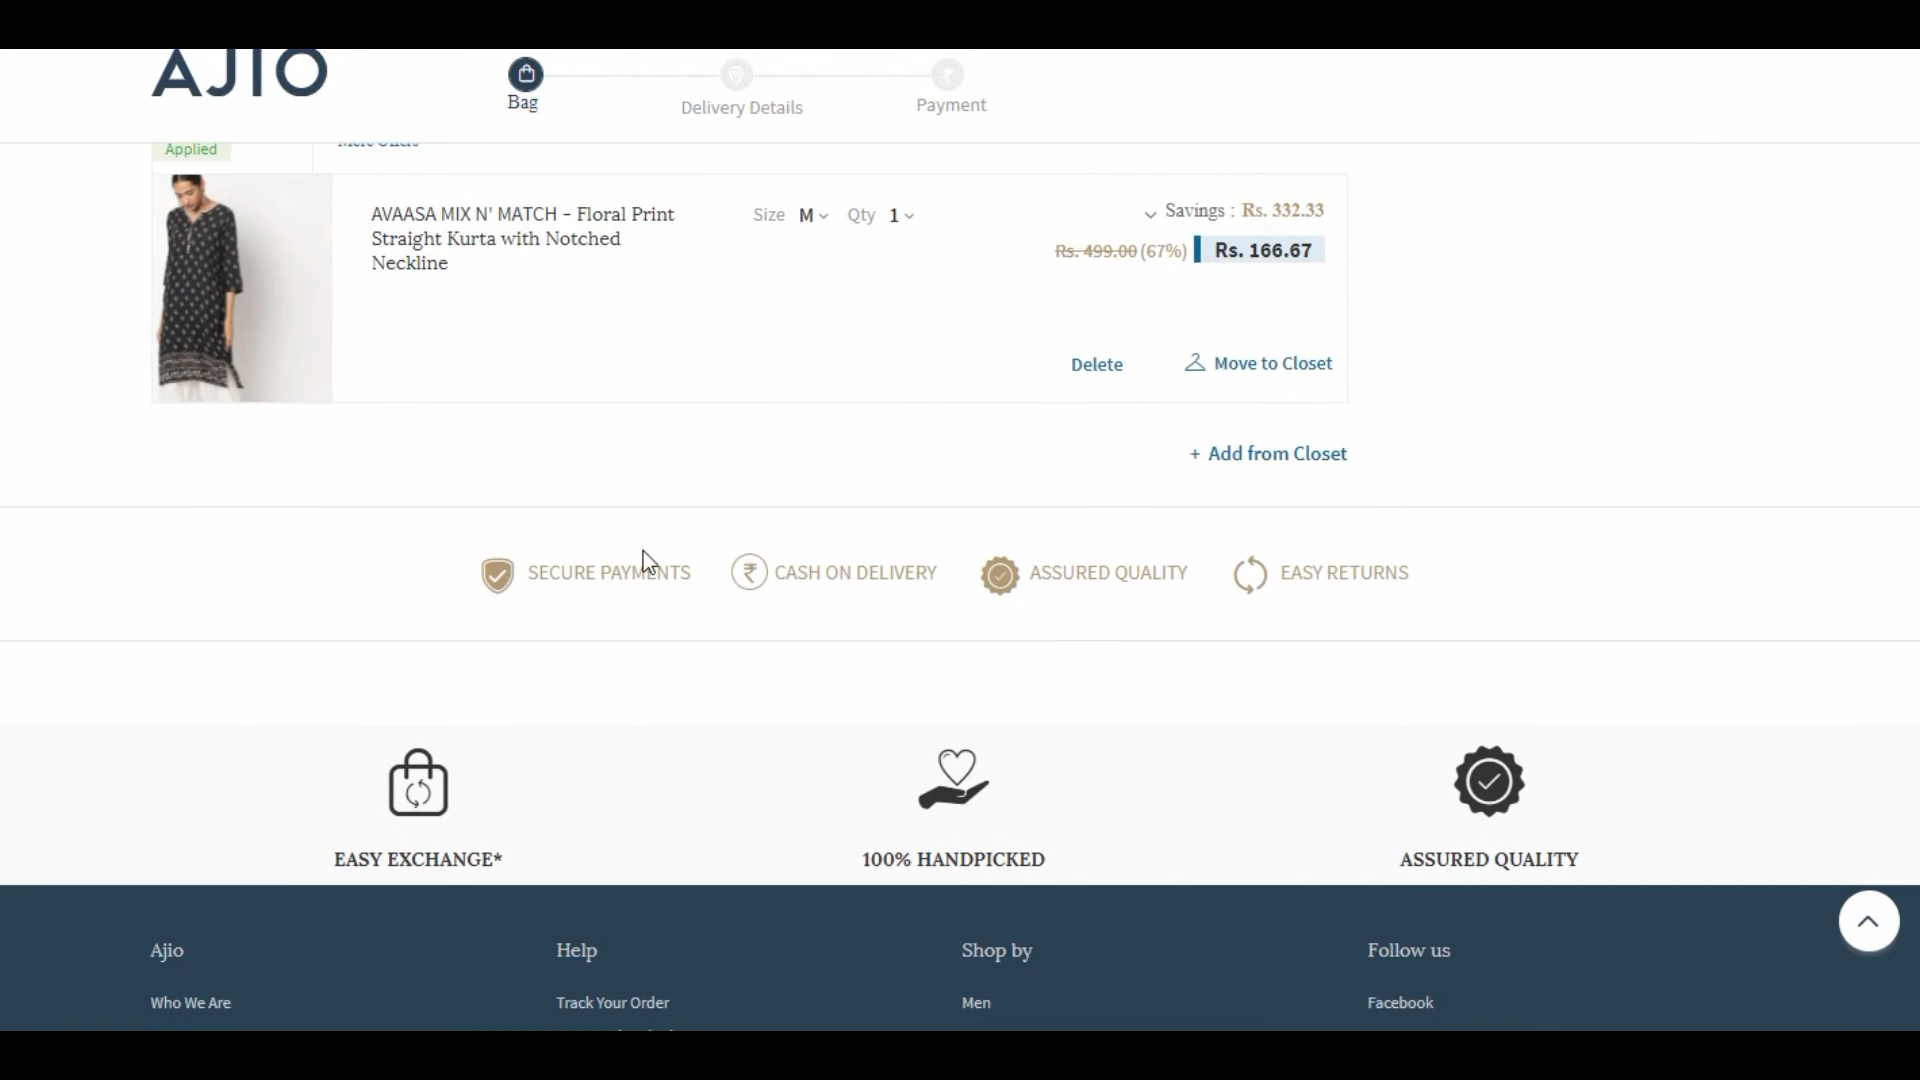 AJIO
Bag
Delivery Details
Payment
Applied
More Offers
AVAASA MIX N' MATCH - Floral Print
Straight Kurta with Notched
Neckline
Size M Qty 1
Savings : Rs. 332.33
Rs. 499.00 (67%) Rs. 166.67
Delete
Move to Closet
+ Add from Closet
SECURE PAYMENTS
CASH ON DELIVERY
ASSURED QUALITY
EASY RETURNS
EASY EXCHANGE*
100% HANDPICKED
ASSURED QUALITY
Ajio
Help
Shop by
Follow us
Who We Are
Track Your Order
Men
Facebook